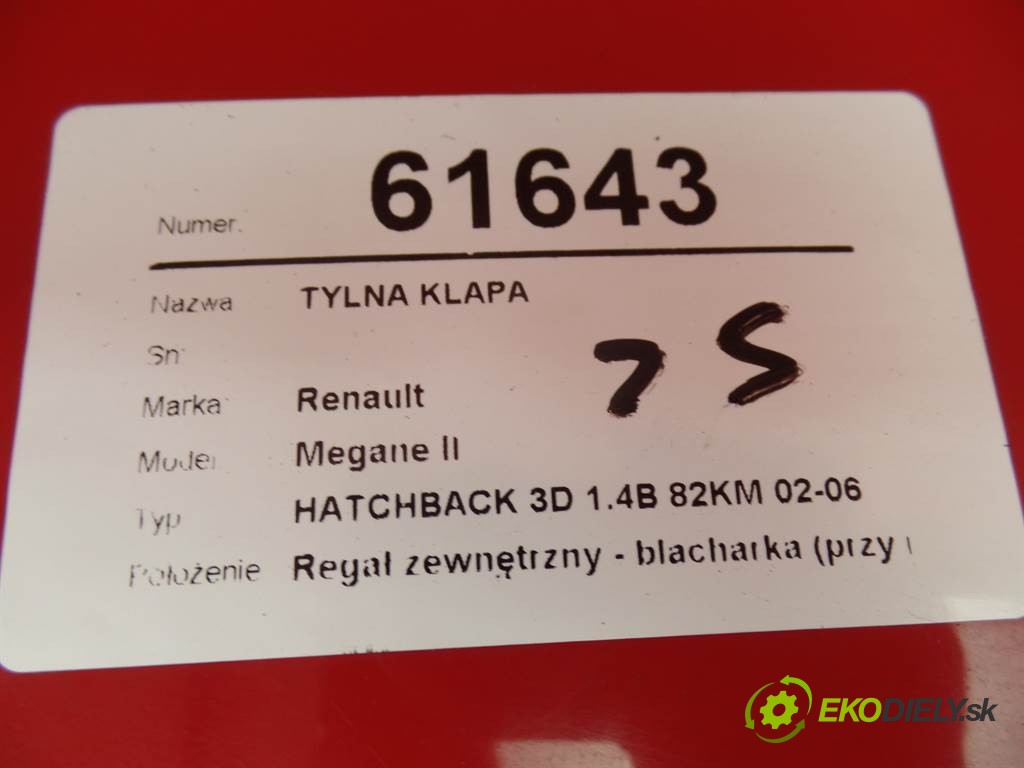 Numer: 61643
Nazwa TYLNA KLAPA
Sn:
7S
Marka: Renault
Model Megane II
Typ HATCHBACK 3D 1.4B 82KM 02-06
Położenie Regał zewnętrzny - blacharka (przy
EKODIELY.sk